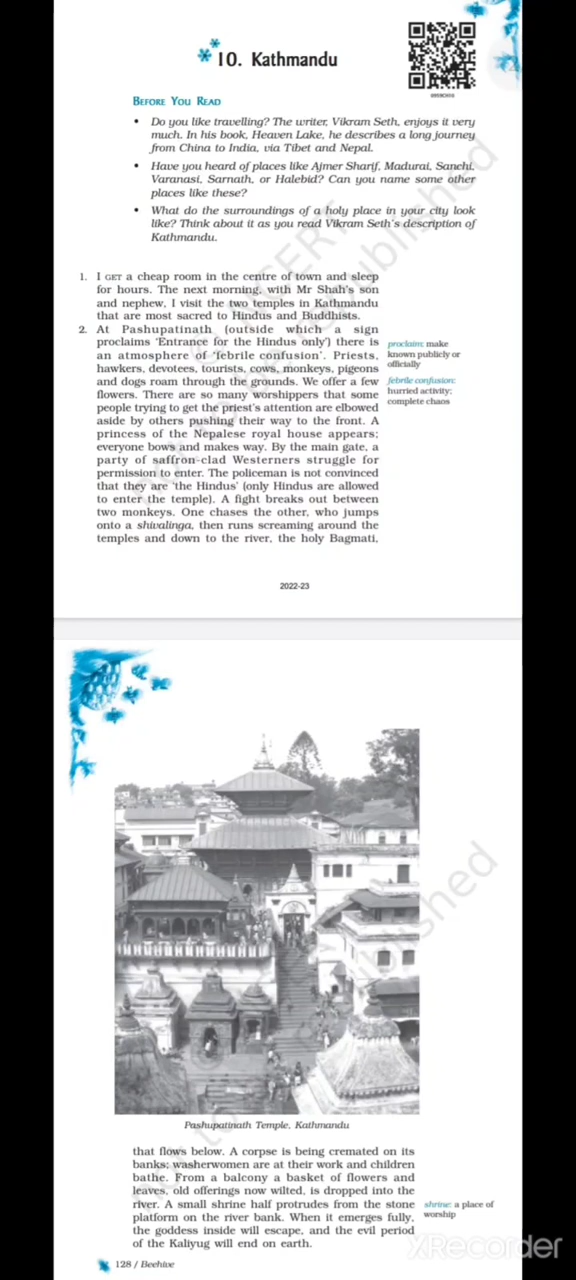 10. Kathmandu
0959CH10
BEFORE YOU READ
• Do you like travelling? The writer, Vikram Seth, enjoys it very
much. In his book, Heaven Lake, he describes a long journey
from China to India, via Tibet and Nepal.
• Have you heard of places like Ajmer Sharif, Madurai, Sanchi,
Varanasi, Sarnath, or Halebid? Can you name some other
places like these?
• What do the surroundings of a holy place in your city look
like? Think about it as you read Vikram Seth's description of
Kathmandu.
1. I GET a cheap room in the centre of town and sleep
for hours. The next morning, with Mr Shah's son
and nephew, I visit the two temples in Kathmandu
that are most sacred to Hindus and Buddhists.
2. At Pashupatinath (outside which a sign
proclaims 'Entrance for the Hindus only') there is
an atmosphere of 'febrile confusion'. Priests,
hawkers, devotees, tourists, cows, monkeys, pigeons
and dogs roam through the grounds. We offer a few
flowers. There are so many worshippers that some
people trying to get the priest's attention are elbowed
aside by others pushing their way to the front. A
princess of the Nepalese royal house appears;
everyone bows and makes way. By the main gate, a
party of saffron-clad Westerners struggle for
permission to enter. The policeman is not convinced
that they are 'the Hindus' (only Hindus are allowed
to enter the temple). A fight breaks out between
two monkeys. One chases the other, who jumps
onto a shivalinga, then runs screaming around the
temples and down to the river, the holy Bagmati,
proclaim: make
known publicly or
officially
febrile confusion:
hurried activity;
complete chaos
2022-23
Pashupatinath Temple, Kathmandu
that flows below. A corpse is being cremated on its
banks; washerwomen are at their work and children
bathe. From a balcony a basket of flowers and
leaves, old offerings now wilted, is dropped into the
river. A small shrine half protrudes from the stone
platform on the river bank. When it emerges fully,
the goddess inside will escape, and the evil period
of the Kaliyug will end on earth.
shrine: a place of
worship
128 / Beehive
XRecorder
© NCERT
not to be republished